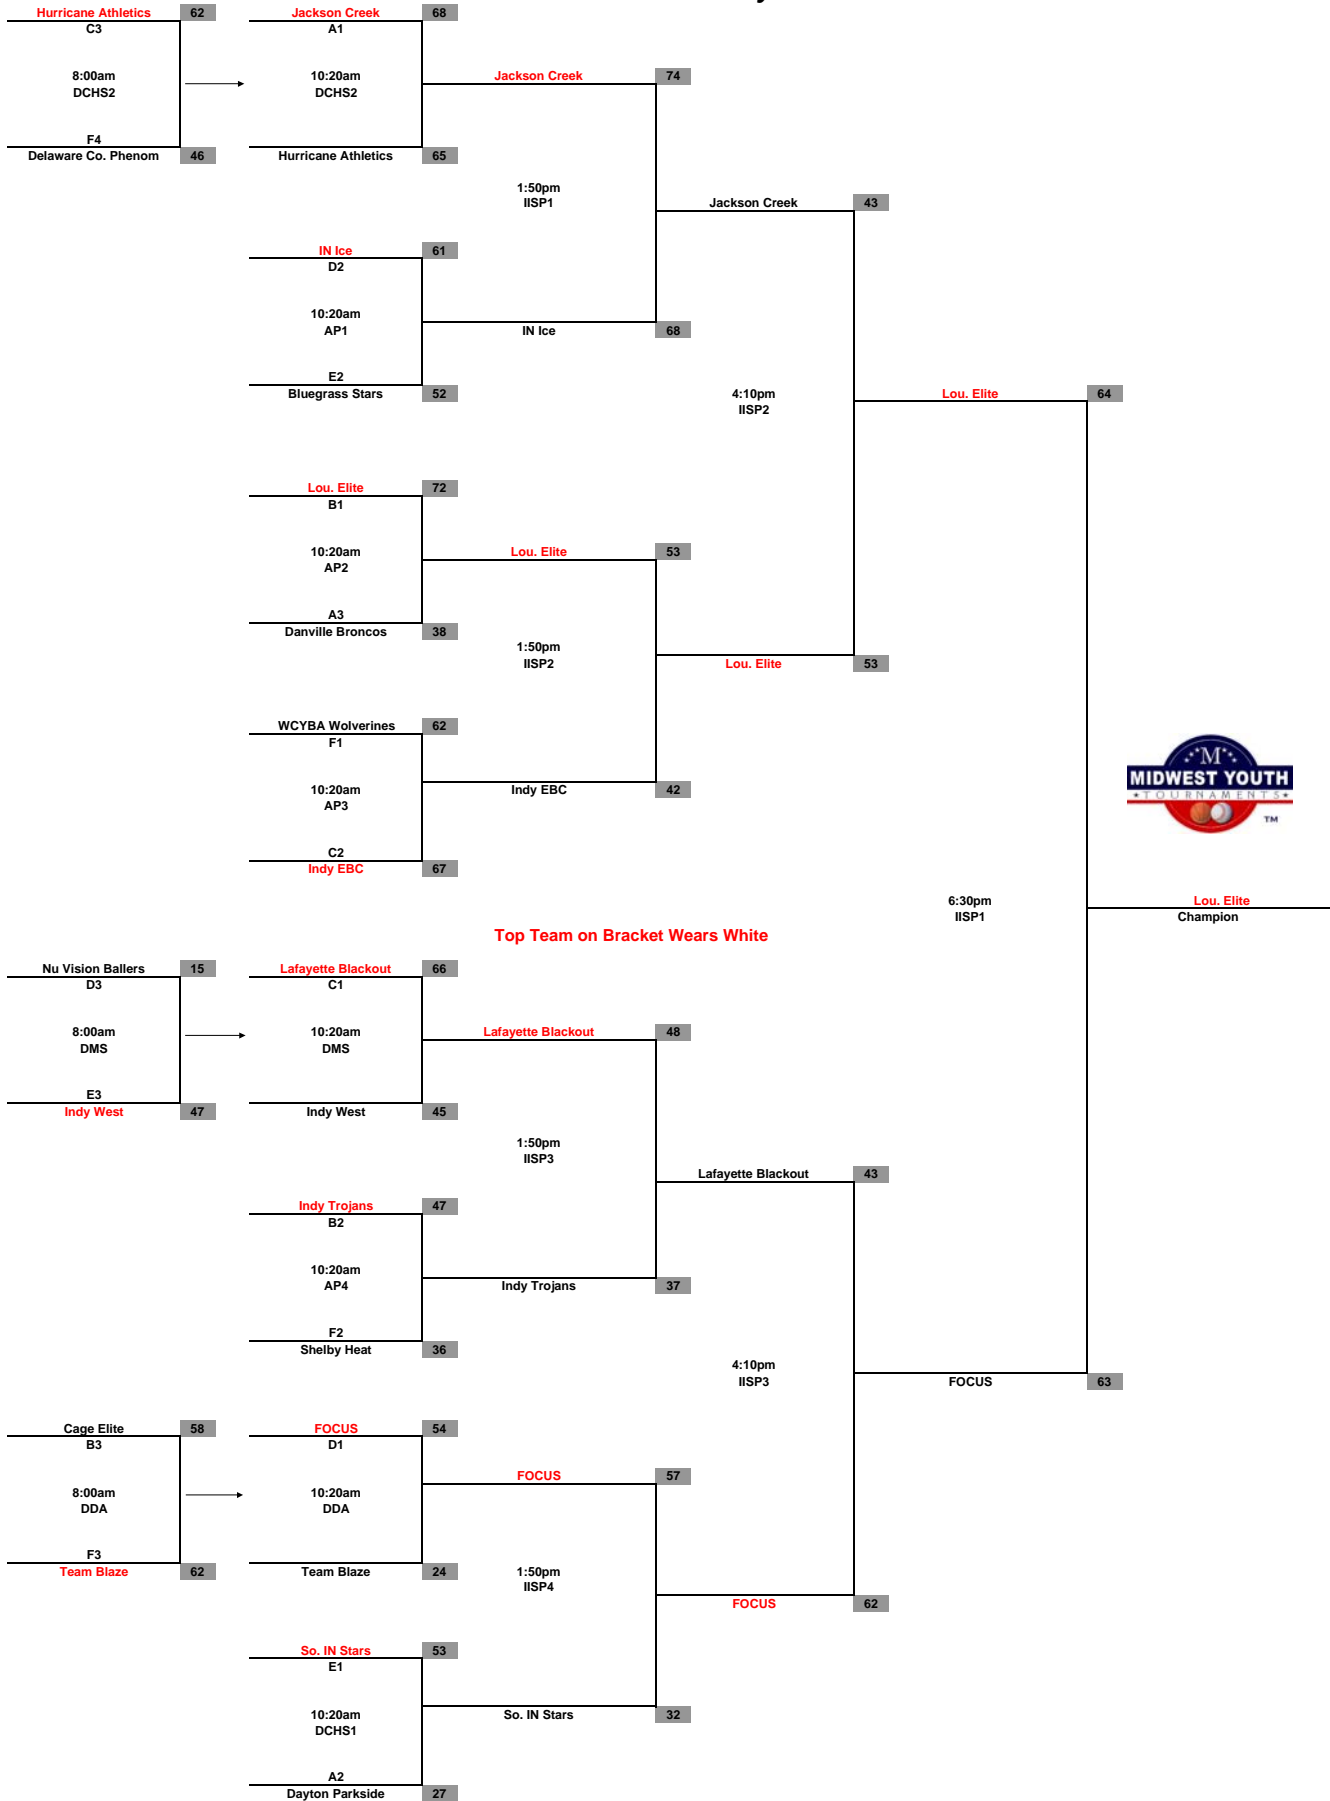 Hurricane Athletics 62
C3
8:00am
DCHS2
F4
Delaware Co. Phenom 46
Jackson Creek 68
A1
10:20am
DCHS2
Hurricane Athletics 65
Jackson Creek 74
1:50pm
IISP1
IN Ice 68
IN Ice 61
D2
10:20am
AP1
E2
Bluegrass Stars 52
Jackson Creek 43
4:10pm
IISP2
Lou. Elite 53
Lou. Elite 72
B1
10:20am
AP2
A3
Danville Broncos 38
Lou. Elite 53
1:50pm
IISP2
Indy EBC 42
WCYBA Wolverines 62
F1
10:20am
AP3
C2
Indy EBC 67
Lou. Elite 64
6:30pm
IISP1
FOCUS 63
M
MIDWEST YOUTH
TOURNAMENTS
TM
Lou. Elite
Champion
Top Team on Bracket Wears White
Nu Vision Ballers 15
D3
8:00am
DMS
E3
Indy West 47
Lafayette Blackout 66
C1
10:20am
DMS
Indy West 45
Lafayette Blackout 48
1:50pm
IISP3
Indy Trojans 37
Indy Trojans 47
B2
10:20am
AP4
F2
Shelby Heat 36
Lafayette Blackout 43
4:10pm
IISP3
FOCUS 62
Cage Elite 58
B3
8:00am
DDA
F3
Team Blaze 62
FOCUS 54
D1
10:20am
DDA
Team Blaze 24
FOCUS 57
1:50pm
IISP4
So. IN Stars 32
So. IN Stars 53
E1
10:20am
DCHS1
A2
Dayton Parkside 27